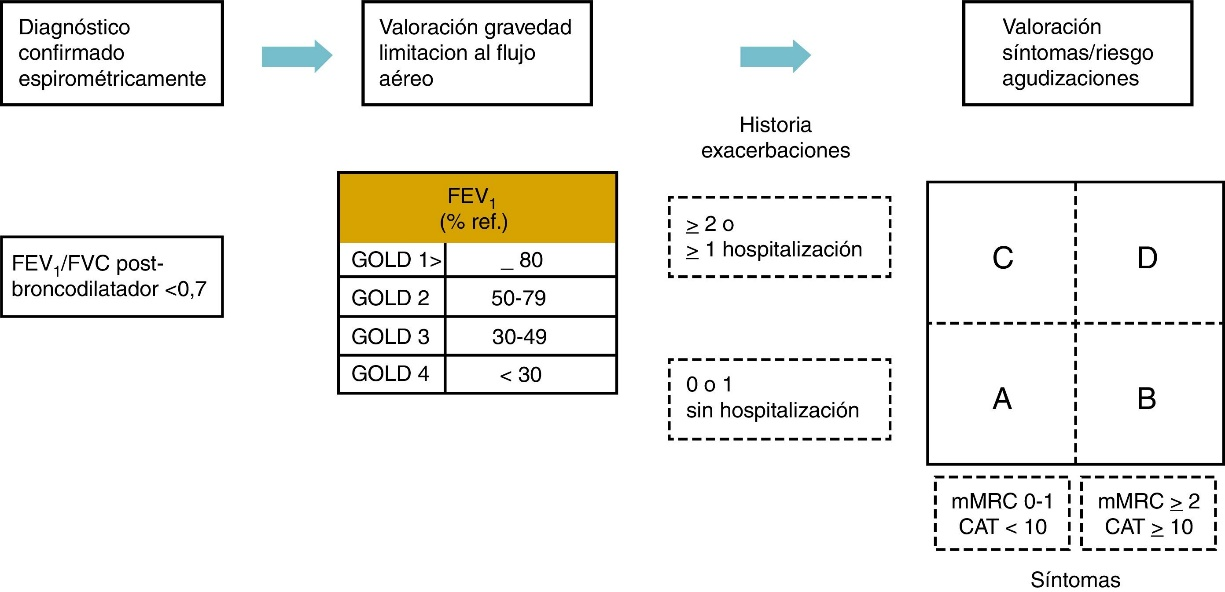 Diagnóstico
confirmado
espirométricamente
Valoración gravedad
limitacion al flujo
aéreo
Valoración
síntomas/riesgo
agudizaciones
Historia
exacerbaciones
FEV₁/FVC post-
broncodilatador <0,7
FEV₁
(% ref.)
GOLD 1> _ 80
GOLD 2 50-79
GOLD 3 30-49
GOLD 4 < 30
≥ 2 o
≥ 1 hospitalización
0 o 1
sin hospitalización
C D
A B
mMRC 0-1
CAT < 10
mMRC ≥ 2
CAT ≥ 10
Síntomas